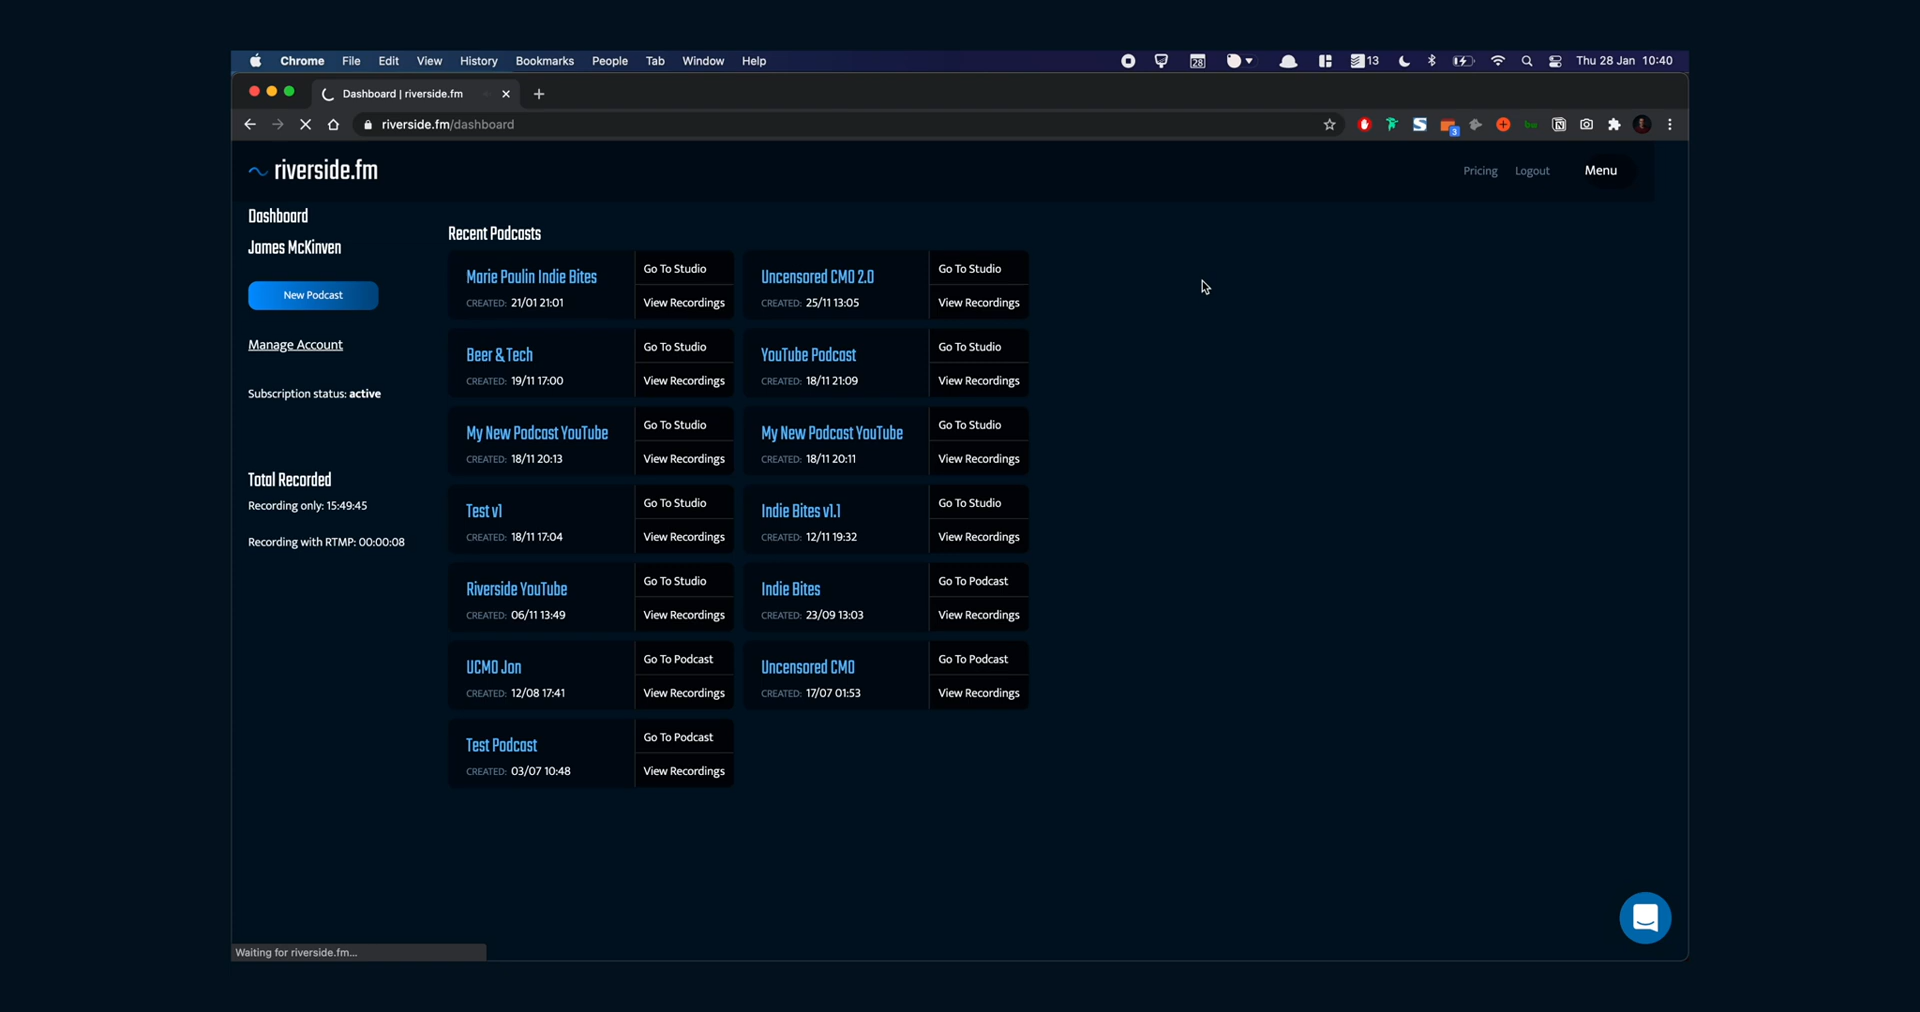 Chrome File Edit View History Bookmarks People Tab Window Help 28 13 Thu 28 Jan 10:40
Dashboard | riverside.fm
riverside.fm/dashboard
3
riverside.fm
Pricing Logout Menu
Dashboard
James McKinven
New Podcast
Manage Account
Subscription status: active
Total Recorded
Recording only: 15:49:45
Recording with RTMP: 00:00:08
Recent Podcasts
Marie Poulin Indie Bites
CREATED: 21/01 21:01
Go To Studio
View Recordings
Uncensored CMO 2.0
CREATED: 25/11 13:05
Go To Studio
View Recordings
Beer & Tech
CREATED: 19/11 17:00
Go To Studio
View Recordings
YouTube Podcast
CREATED: 18/11 21:09
Go To Studio
View Recordings
My New Podcast YouTube
CREATED: 18/11 20:13
Go To Studio
View Recordings
My New Podcast YouTube
CREATED: 18/11 20:11
Go To Studio
View Recordings
Test v1
CREATED: 18/11 17:04
Go To Studio
View Recordings
Indie Bites v1.1
CREATED: 12/11 19:32
Go To Studio
View Recordings
Riverside YouTube
CREATED: 06/11 13:49
Go To Studio
View Recordings
Indie Bites
CREATED: 23/09 13:03
Go To Podcast
View Recordings
UCMO Jon
CREATED: 12/08 17:41
Go To Podcast
View Recordings
Uncensored CMO
CREATED: 17/07 01:53
Go To Podcast
View Recordings
Test Podcast
CREATED: 03/07 10:48
Go To Podcast
View Recordings
Waiting for riverside.fm...